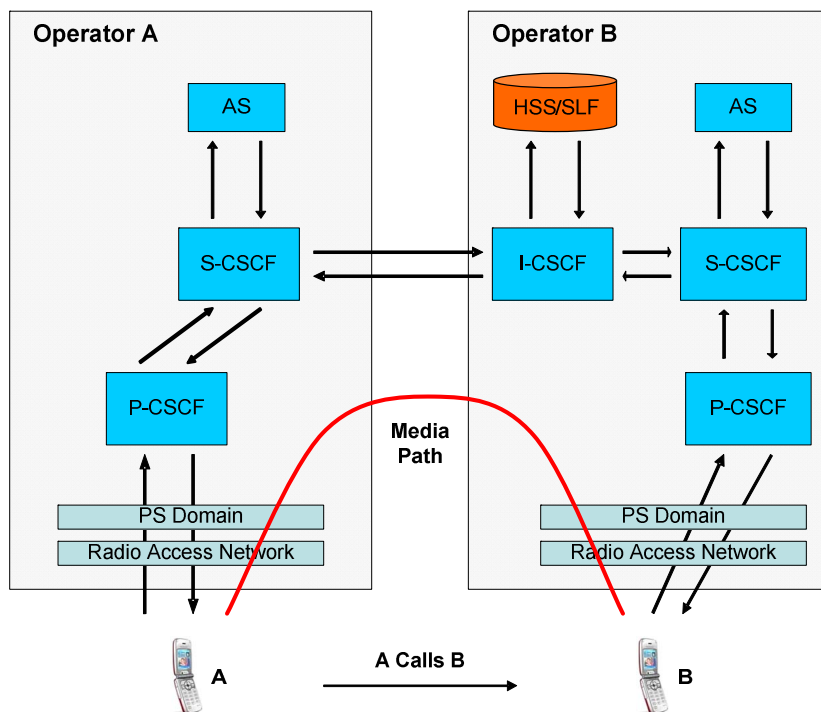 Operator A
Operator B
AS
HSS/SLF
AS
S-CSCF
I-CSCF
S-CSCF
P-CSCF
P-CSCF
Media
Path
PS Domain
PS Domain
Radio Access Network
Radio Access Network
A Calls B
A
B